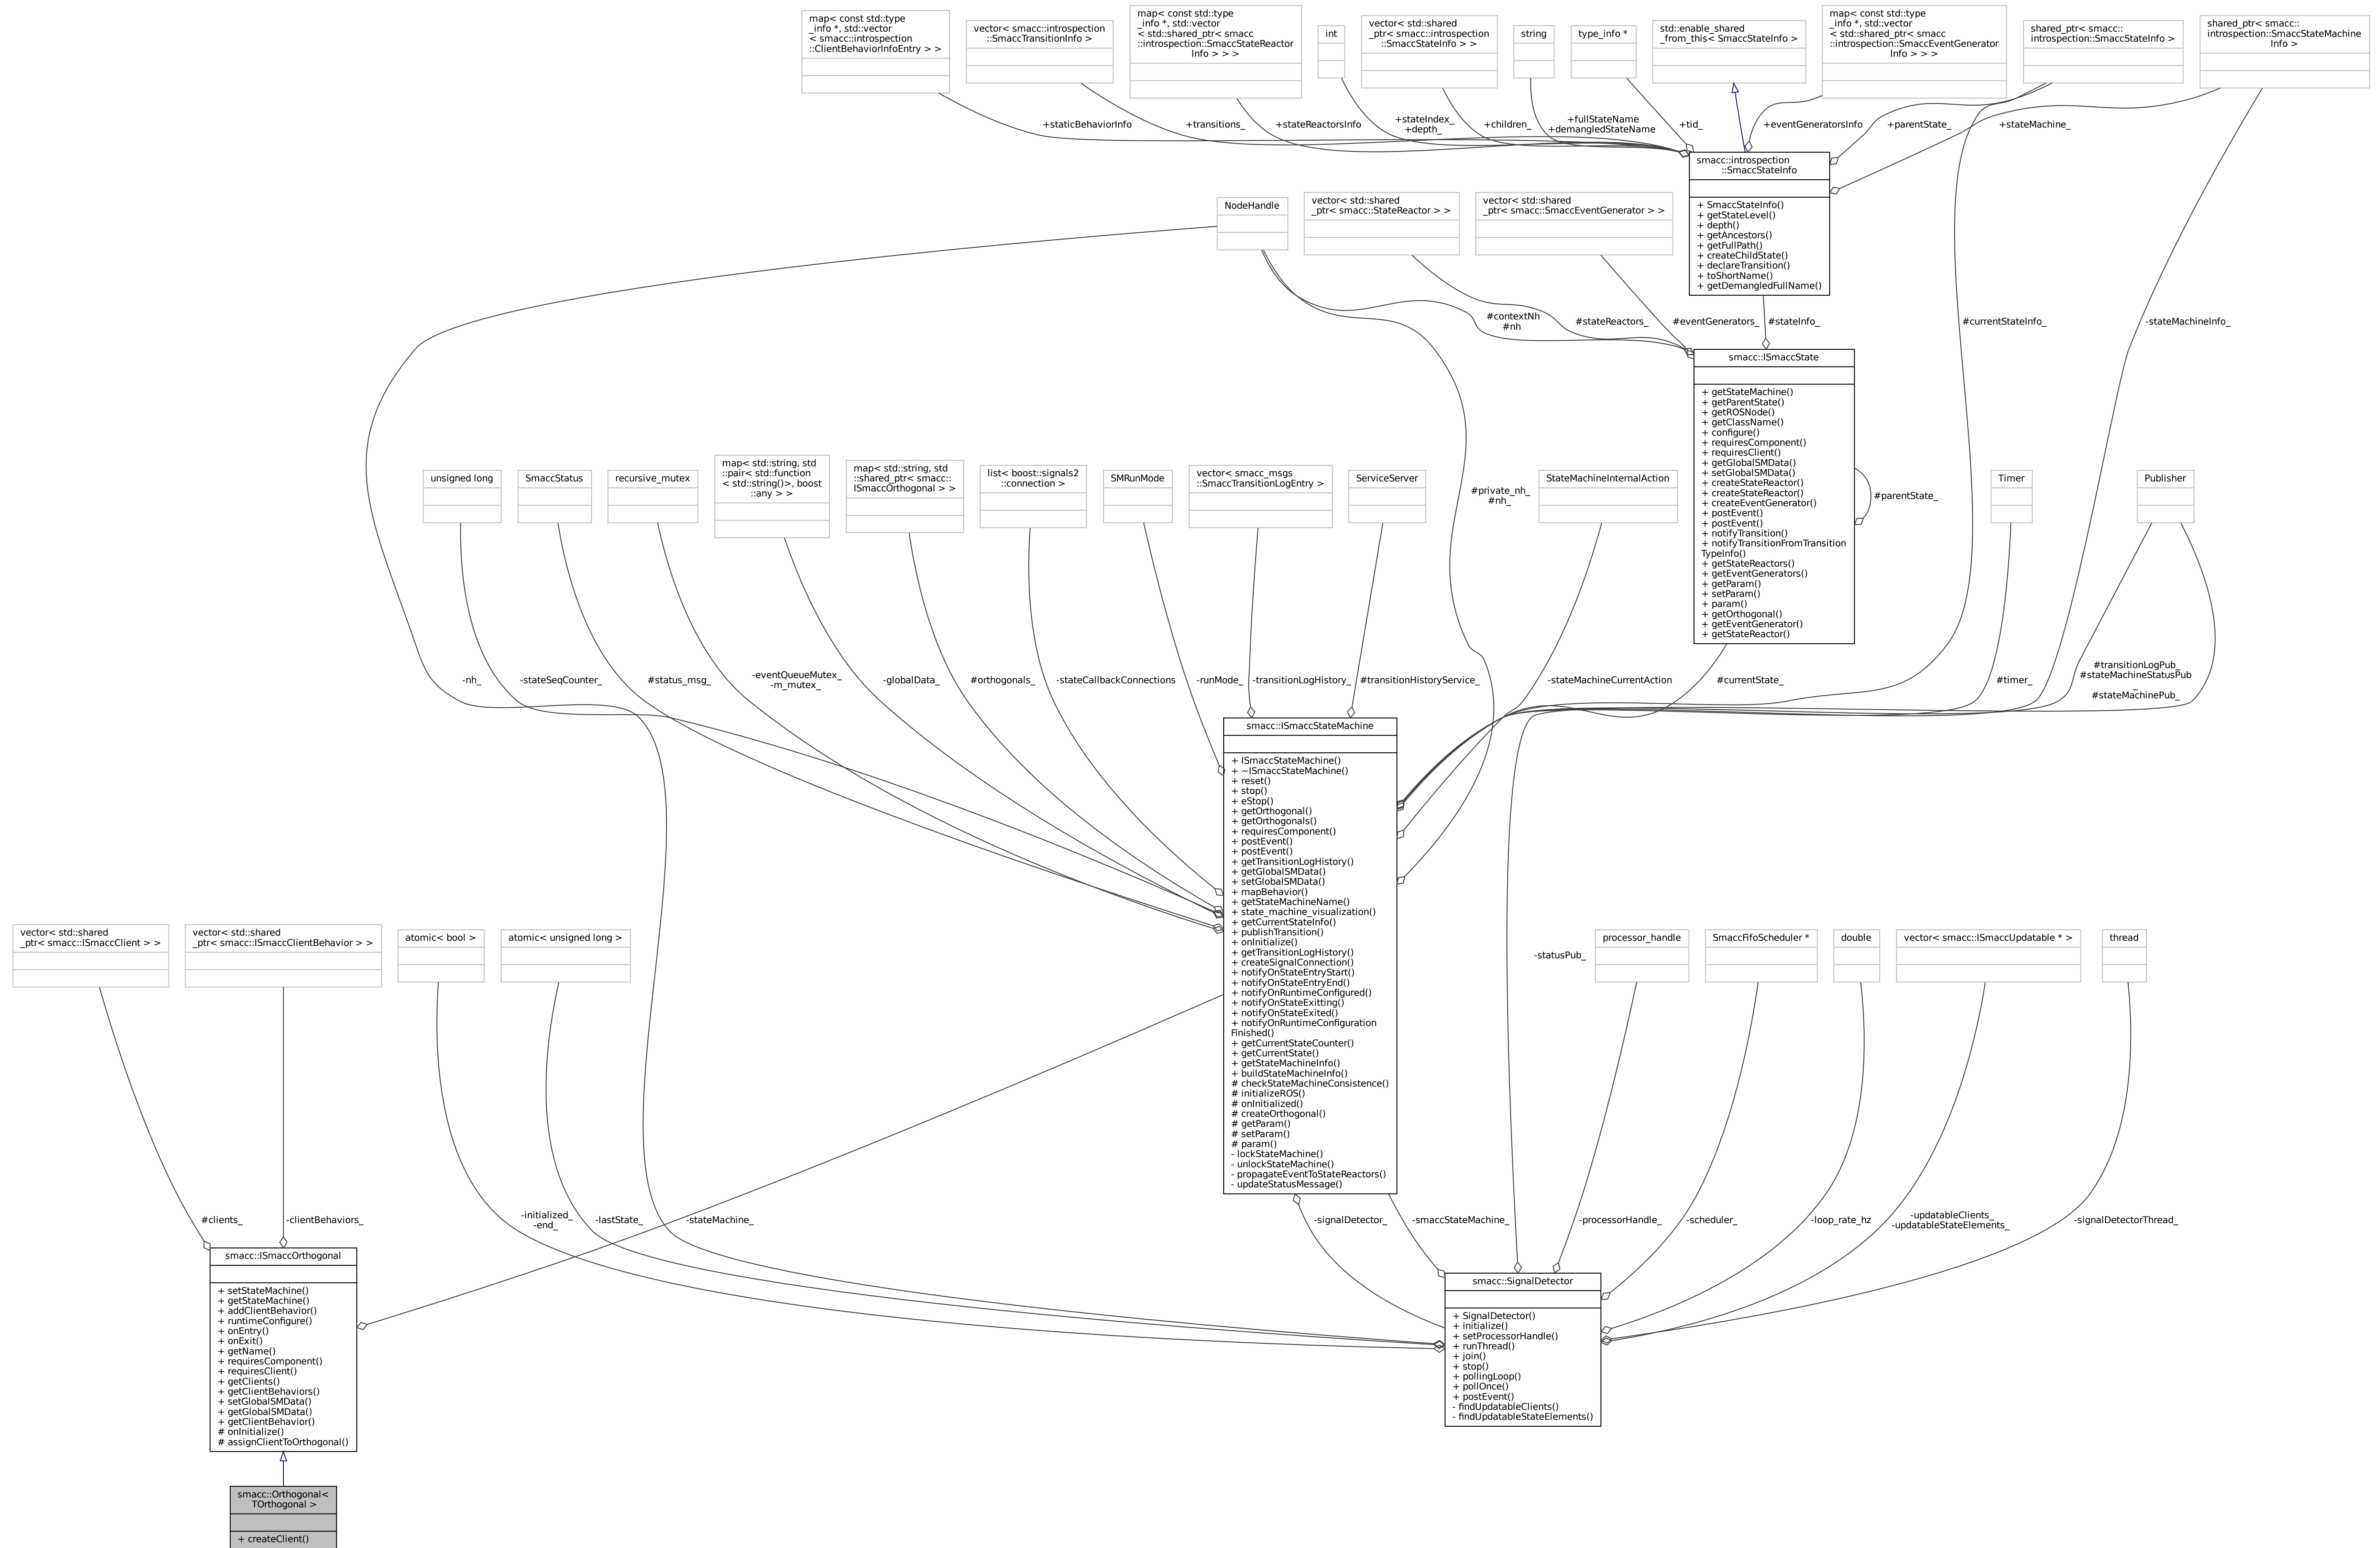 map< const std::type
_info *, std::vector
< smacc::introspection
::ClientBehaviorInfoEntry > >
vector< smacc::introspection
::SmaccTransitionInfo >
map< const std::type
_info *, std::vector
< std::shared_ptr< smacc
::introspection::SmaccStateReactor
Info > > >
int
vector< std::shared
_ptr< smacc::introspection
::SmaccStateInfo > >
string
type_info *
std::enable_shared
_from_this< SmaccStateInfo >
map< const std::type
_info *, std::vector
< std::shared_ptr< smacc
::introspection::SmaccEventGenerator
Info > > >
shared_ptr< smacc::
introspection::SmaccStateInfo >
shared_ptr< smacc::
introspection::SmaccStateMachine
Info >
+staticBehaviorInfo
+transitions_
+stateReactorsInfo
+stateIndex_
+depth_
+children_
+fullStateName
+demangledStateName
+tid_
+eventGeneratorsInfo
+parentState_
+stateMachine_
smacc::introspection
::SmaccStateInfo
+ SmaccStateInfo()
+ getStateLevel()
+ depth()
+ getAncestors()
+ getFullPath()
+ createChildState()
+ declareTransition()
+ toShortName()
+ getDemangledFullName()
NodeHandle
vector< std::shared
_ptr< smacc::StateReactor > >
vector< std::shared
_ptr< smacc::SmaccEventGenerator > >
#contextNh
#nh
#stateReactors_
#eventGenerators_
#stateInfo_
#currentStateInfo_
-stateMachineInfo_
smacc::ISmaccState
+ getStateMachine()
+ getParentState()
+ getROSNode()
+ getClassName()
+ configure()
+ requiresComponent()
+ requiresClient()
+ getGlobalSMData()
+ setGlobalSMData()
+ createStateReactor()
+ createStateReactor()
+ createEventGenerator()
+ postEvent()
+ postEvent()
+ notifyTransition()
+ notifyTransitionFromTransition
TypeInfo()
+ getStateReactors()
+ getEventGenerators()
+ getParam()
+ setParam()
+ param()
+ getOrthogonal()
+ getEventGenerator()
+ getStateReactor()
#parentState_
unsigned long
SmaccStatus
recursive_mutex
map< std::string, std
::pair< std::function
< std::string()>, boost
::any > >
map< std::string, std
::shared_ptr< smacc::
ISmaccOrthogonal > >
list< boost::signals2
::connection >
SMRunMode
vector< smacc_msgs
::SmaccTransitionLogEntry >
ServiceServer
#private_nh_
#nh_
StateMachineInternalAction
Timer
Publisher
-nh_
-stateSeqCounter_
#status_msg_
-eventQueueMutex_
-m_mutex_
-globalData_
#orthogonals_
-stateCallbackConnections
-runMode_
-transitionLogHistory_
#transitionHistoryService_
-stateMachineCurrentAction
#currentState_
#timer_
#transitionLogPub_
#stateMachineStatusPub
_
#stateMachinePub_
smacc::ISmaccStateMachine
+ ISmaccStateMachine()
+ ~ISmaccStateMachine()
+ reset()
+ stop()
+ eStop()
+ getOrthogonal()
+ getOrthogonals()
+ requiresComponent()
+ postEvent()
+ postEvent()
+ getTransitionLogHistory()
+ getGlobalSMData()
+ setGlobalSMData()
+ mapBehavior()
+ getStateMachineName()
+ state_machine_visualization()
+ getCurrentStateInfo()
+ publishTransition()
+ onInitialize()
+ getTransitionLogHistory()
+ createSignalConnection()
+ notifyOnStateEntryStart()
+ notifyOnStateEntryEnd()
+ notifyOnRuntimeConfigured()
+ notifyOnStateExitting()
+ notifyOnStateExited()
+ notifyOnRuntimeConfiguration
Finished()
+ getCurrentStateCounter()
+ getCurrentState()
+ getStateMachineInfo()
+ buildStateMachineInfo()
# checkStateMachineConsistence()
# initializeROS()
# onInitialized()
# createOrthogonal()
# getParam()
# setParam()
# param()
- lockStateMachine()
- unlockStateMachine()
- propagateEventToStateReactors()
- updateStatusMessage()
vector< std::shared
_ptr< smacc::ISmaccClient > >
vector< std::shared
_ptr< smacc::ISmaccClientBehavior > >
atomic< bool >
atomic< unsigned long >
-statusPub_
processor_handle
SmaccFifoScheduler *
double
vector< smacc::ISmaccUpdatable * >
thread
#clients_
-clientBehaviors_
-initialized_
-end_
-lastState_
-stateMachine_
-signalDetector_
-smaccStateMachine_
-processorHandle_
-scheduler_
-loop_rate_hz
-updatableClients_
-updatableStateElements_
-signalDetectorThread_
smacc::ISmaccOrthogonal
+ setStateMachine()
+ getStateMachine()
+ addClientBehavior()
+ runtimeConfigure()
+ onEntry()
+ onExit()
+ getName()
+ requiresComponent()
+ requiresClient()
+ getClients()
+ getClientBehaviors()
+ setGlobalSMData()
+ getGlobalSMData()
+ getClientBehavior()
# onInitialize()
# assignClientToOrthogonal()
smacc::SignalDetector
+ SignalDetector()
+ initialize()
+ setProcessorHandle()
+ runThread()
+ join()
+ stop()
+ pollingLoop()
+ pollOnce()
+ postEvent()
- findUpdatableClients()
- findUpdatableStateElements()
smacc::Orthogonal<
TOrthogonal >
+ createClient()